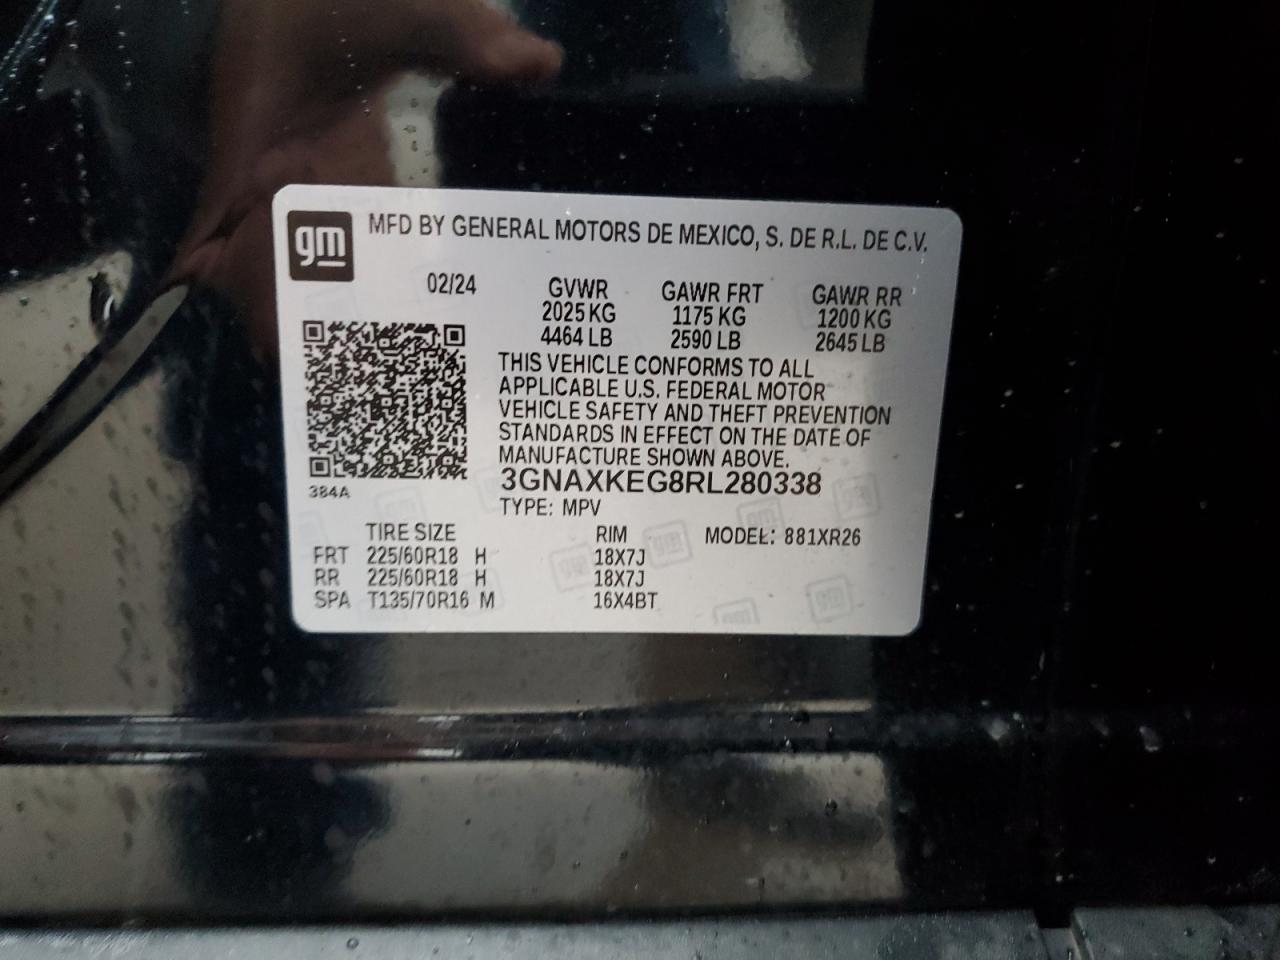 gm
MFD BY GENERAL MOTORS DE MEXICO, S. DE R.L. DE C.V.
02/24 GVWR GAWR FRT GAWR RR
2025 KG 1175 KG 1200 KG
4464 LB 2590 LB 2645 LB
THIS VEHICLE CONFORMS TO ALL
APPLICABLE U.S. FEDERAL MOTOR
VEHICLE SAFETY AND THEFT PREVENTION
STANDARDS IN EFFECT ON THE DATE OF
MANUFACTURE SHOWN ABOVE.
3GNAXKEG8RL280338
384A
TYPE: MPV
TIRE SIZE RIM MODEL: 881XR26
FRT 225/60R18 H 18X7J
RR 225/60R18 H 18X7J
SPA T135/70R16 M 16X4BT